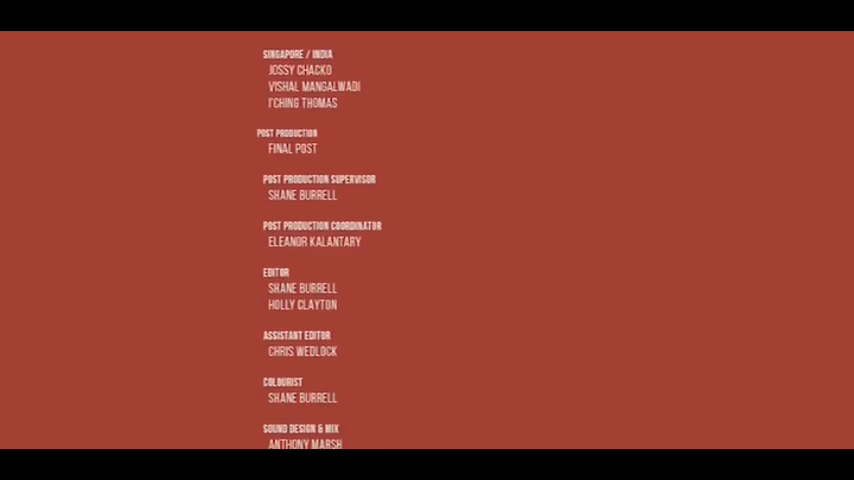 SINGAPORE / INDIA
JOSSY CHACKO
VISHAL MANGALWADI
I'CHING THOMAS
POST PRODUCTION
FINAL POST
POST PRODUCTION SUPERVISOR
SHANE BURRELL
POST PRODUCTION COORDINATOR
ELEANOR KALANTARY
EDITOR
SHANE BURRELL
HOLLY CLAYTON
ASSISTANT EDITOR
CHRIS WEDLOCK
COLOURIST
SHANE BURRELL
SOUND DESIGN & MIX
ANTHONY MARSH